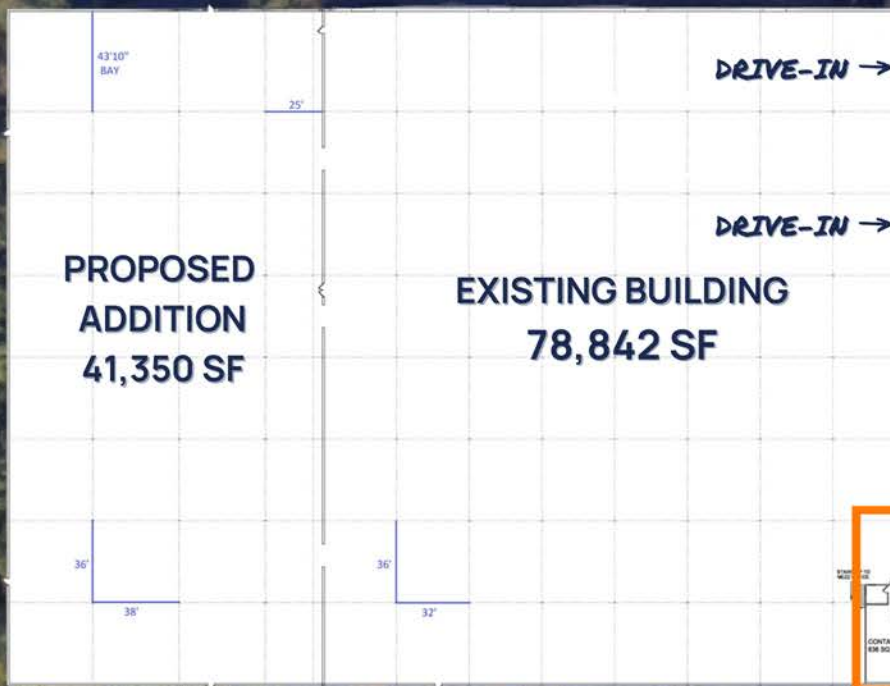 43'10"
BAY
25'
DRIVE-IN →
DRIVE-IN →
PROPOSED
ADDITION
41,350 SF
EXISTING BUILDING
78,842 SF
36'
38'
36'
32'